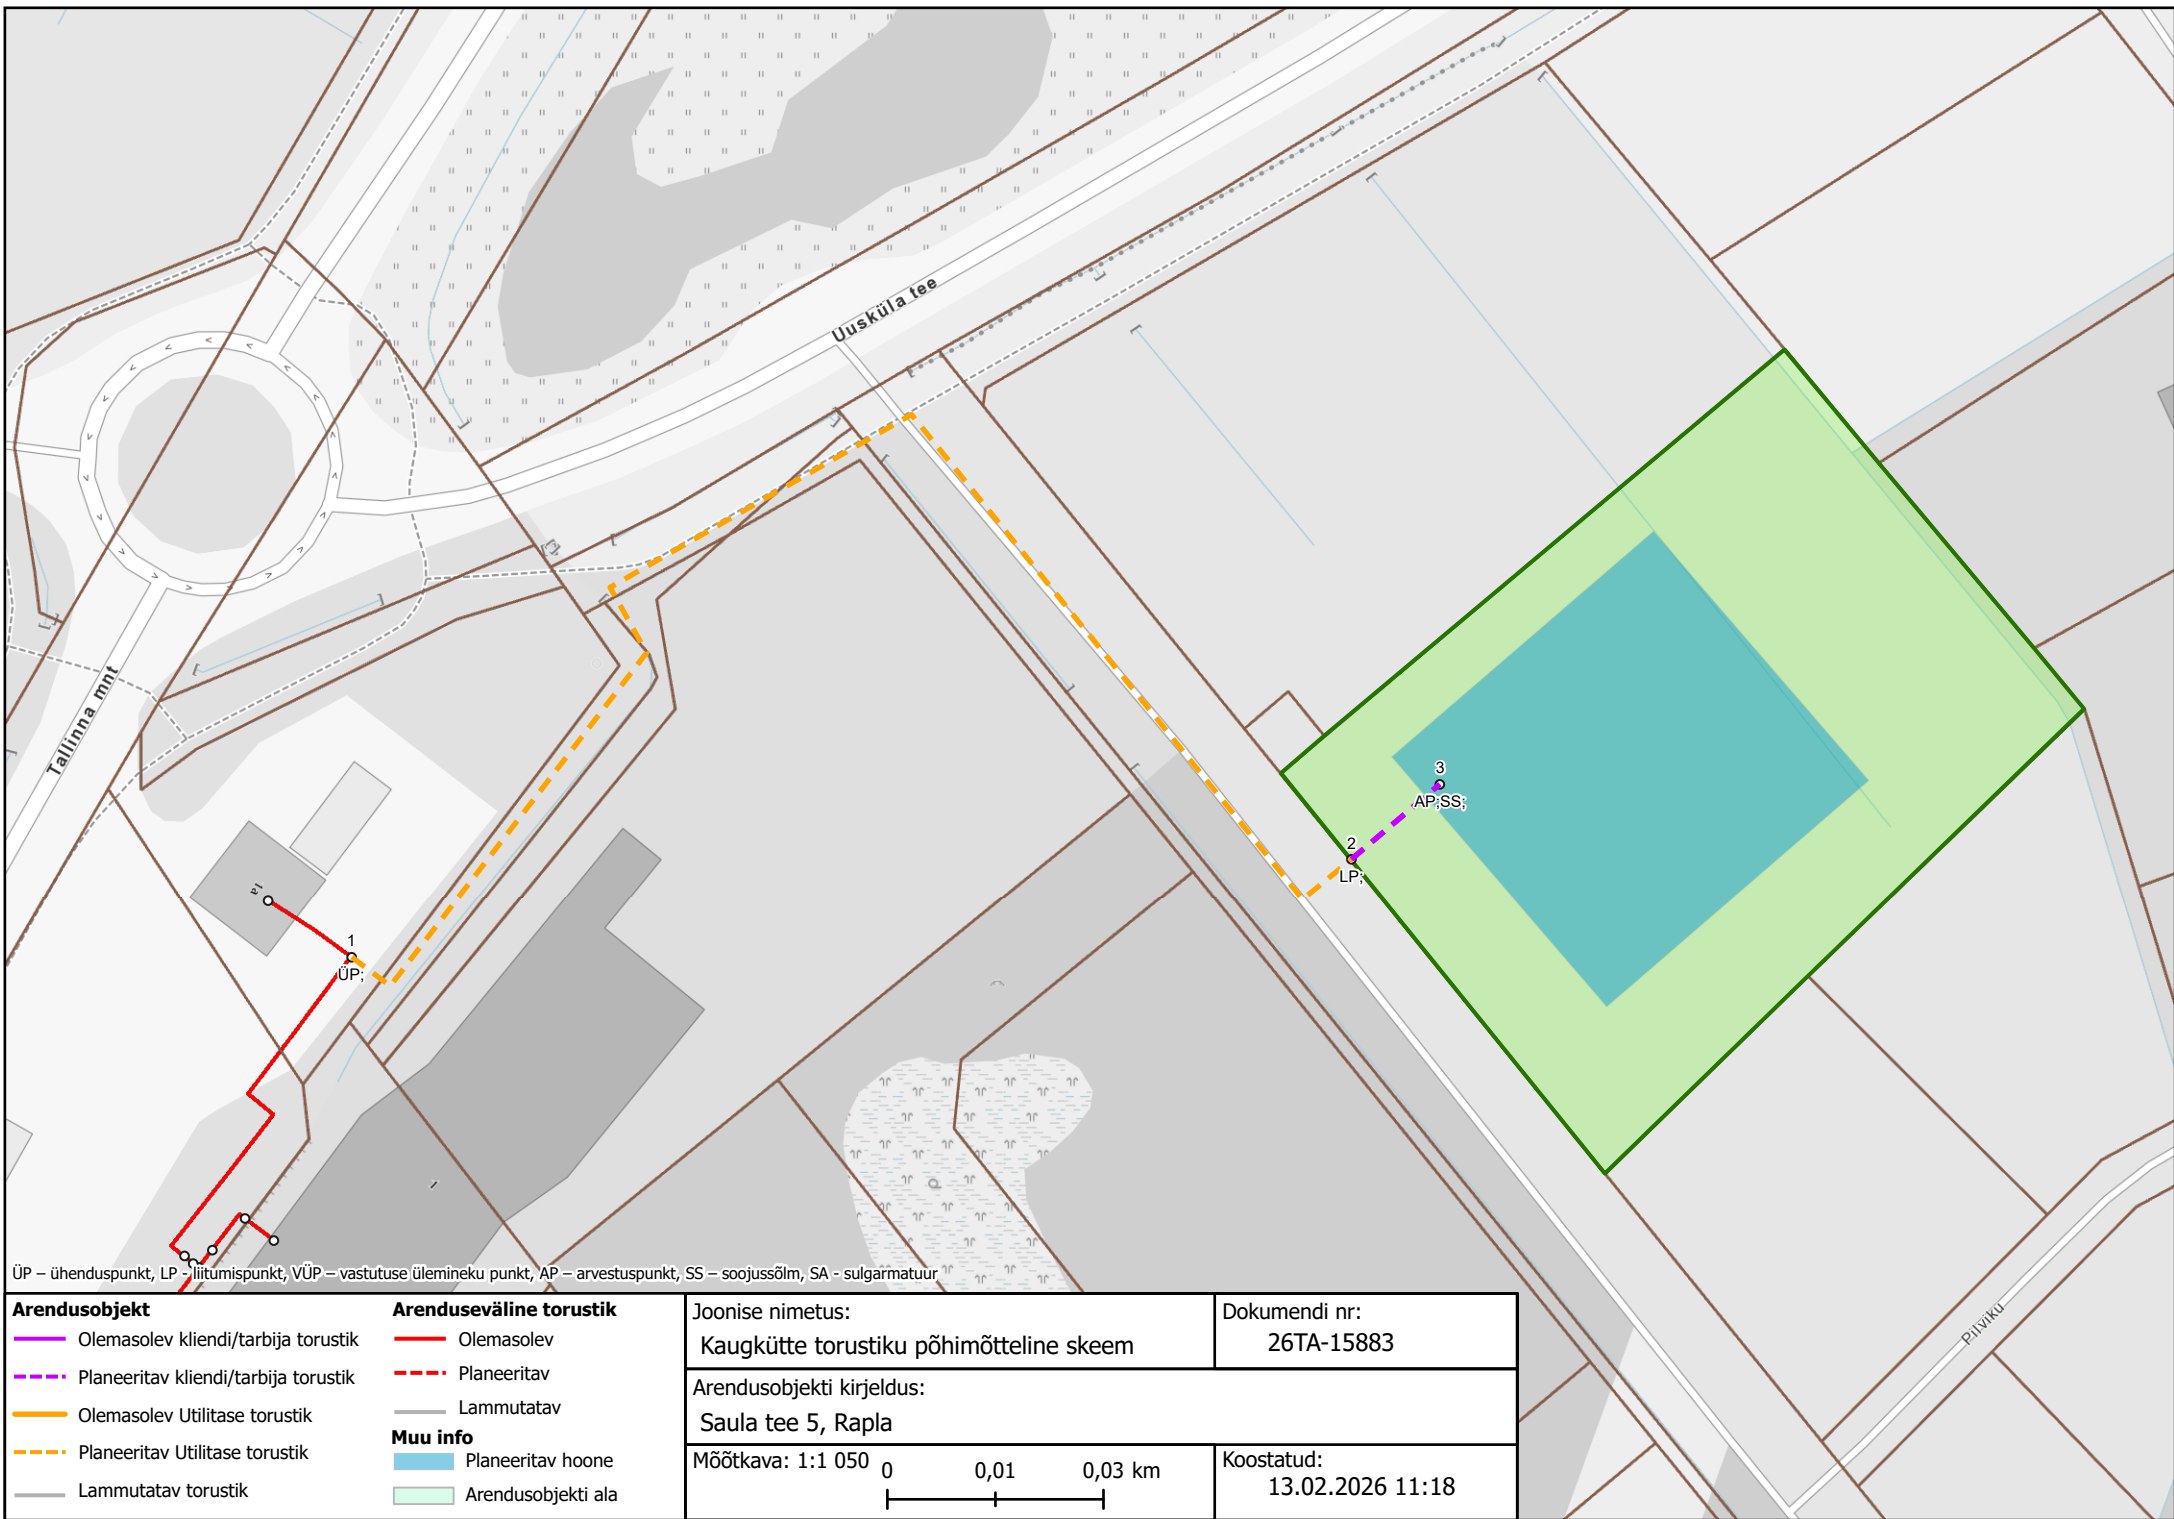 Uusküla tee
Tallinna mnt
3
AP;SS;
2
LP;
1a
1
ÜP;
Pilviku
ÜP – ühenduspunkt, LP - liitumispunkt, VÜP – vastutuse ülemineku punkt, AP – arvestuspunkt, SS – soojussõlm, SA - sulgarmatuur
Arendusobjekt
Olemasolev kliendi/tarbija torustik
Planeeritav kliendi/tarbija torustik
Olemasolev Utilitase torustik
Planeeritav Utilitase torustik
Lammutatav torustik
Arenduseväline torustik
Olemasolev
Planeeritav
Lammutatav
Muu info
Planeeritav hoone
Arendusobjekti ala
Joonise nimetus:
Kaugkütte torustiku põhimõtteline skeem
Dokumendi nr:
26TA-15883
Arendusobjekti kirjeldus:
Saula tee 5, Rapla
Mõõtkava: 1:1 050
0 0,01 0,03 km
Koostatud:
13.02.2026 11:18